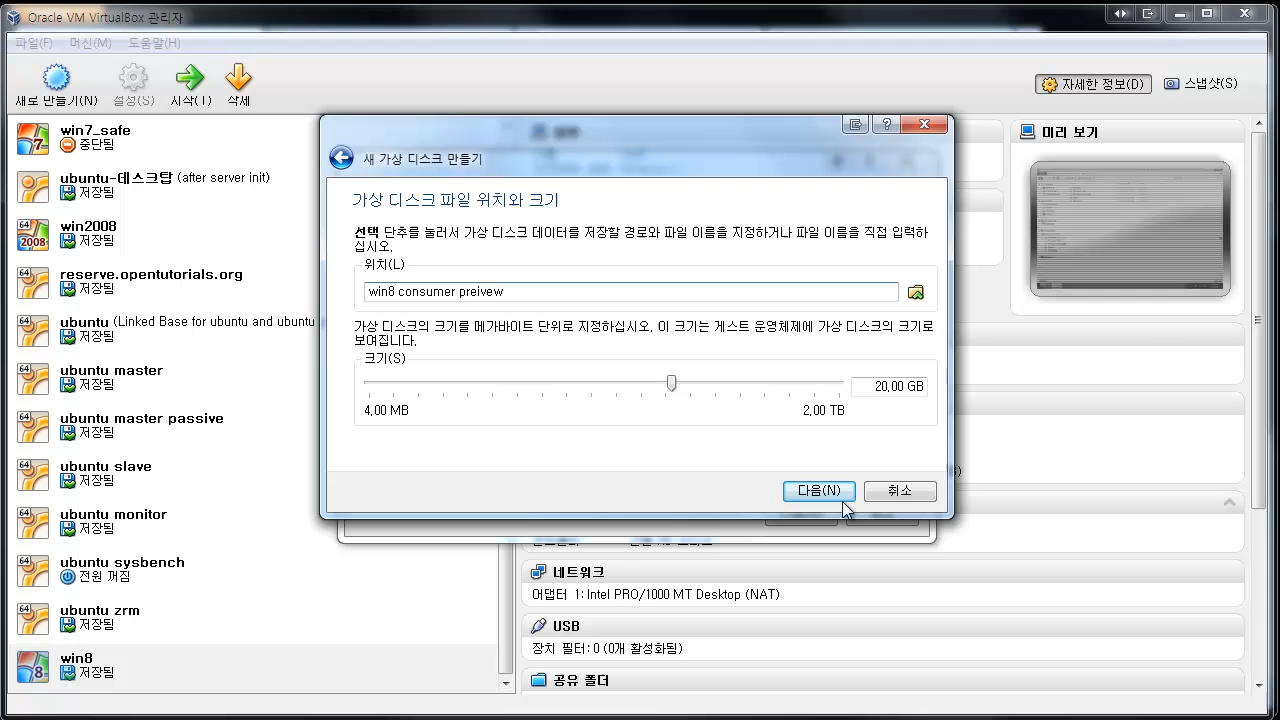 Oracle VM VirtualBox 관리자
파일(F) 머신(M) 도움말(H)
새로 만들기(N) 설정(S) 시작(T) 삭제
자세한 정보(D) 스냅샷(S)
win7_safe
중단됨
ubuntu-데스크탑 (after server init)
저장됨
win2008
저장됨
reserve.opentutorials.org
저장됨
ubuntu (Linked Base for ubuntu and ubuntu
저장됨
ubuntu master
저장됨
ubuntu master passive
저장됨
ubuntu slave
저장됨
ubuntu monitor
저장됨
ubuntu sysbench
전원 꺼짐
ubuntu zrm
저장됨
win8
저장됨
새 가상 디스크 만들기
가상 디스크 파일 위치와 크기
선택 단추를 눌러서 가상 디스크 데이터를 저장할 경로와 파일 이름을 지정하거나 파일 이름을 직접 입력하
십시오.
위치(L)
win8 consumer preivew
가상 디스크의 크기를 메가바이트 단위로 지정하십시오. 이 크기는 게스트 운영체제에 가상 디스크의 크기로
보여집니다.
크기(S)
20,00 GB
4,00 MB 2,00 TB
다음(N) 취소
미리 보기
네트워크
어댑터 1: Intel PRO/1000 MT Desktop (NAT)
USB
장치 필터: 0 (0개 활성화됨)
공유 폴더